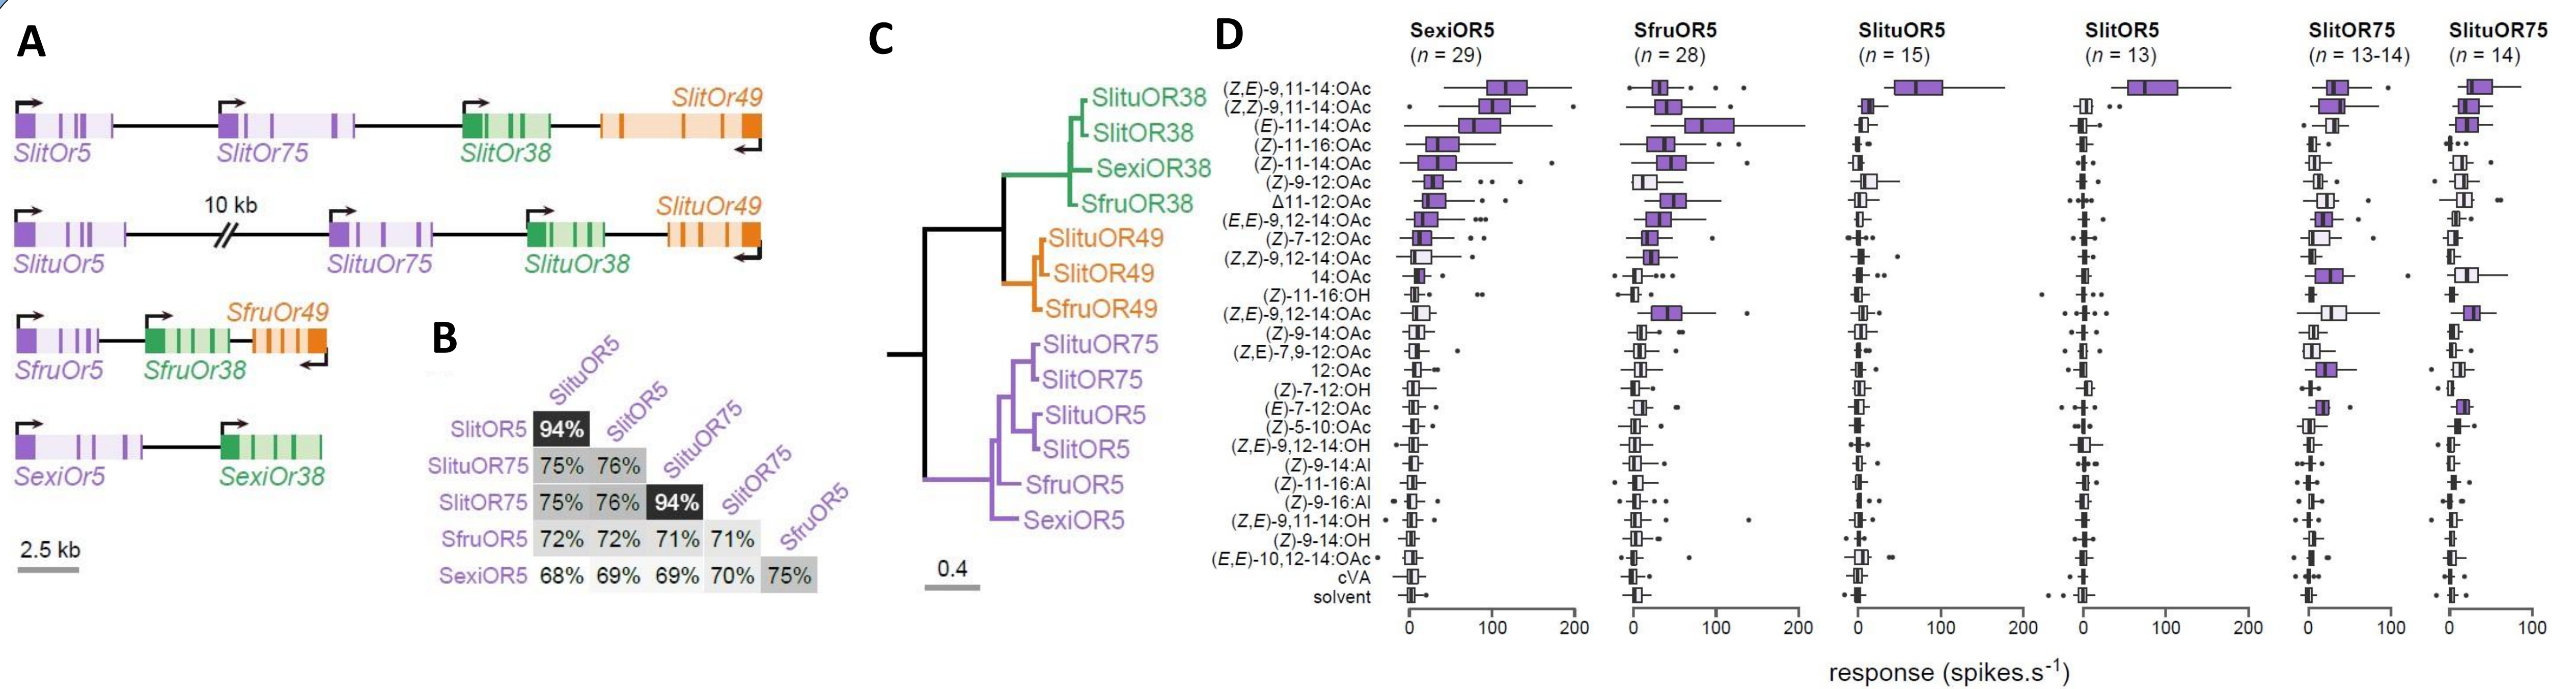 A
SlitOr5
SlitOr75
SlitOr38
SlitOr49
10 kb
SlituOr5
SlituOr75
SlituOr38
SlituOr49
SfruOr5
SfruOr38
SfruOr49
SexiOr5
SexiOr38
2.5 kb
B
SlituOR5
SlitOR5
SlituOR75
SlitOR75
SfruOR5
SlitOR5 94%
SlituOR75 75% 76%
SlitOR75 75% 76% 94%
SfruOR5 72% 72% 71% 71%
SexiOR5 68% 69% 69% 70% 75%
C
SlituOR38
SlitOR38
SexiOR38
SfruOR38
SlituOR49
SlitOR49
SfruOR49
SlituOR75
SlitOR75
SlituOR5
SlitOR5
SfruOR5
SexiOR5
0.4
D
SexiOR5 SfruOR5 SlituOR5 SlitOR5 SlitOR75 SlituOR75
(n = 29) (n = 28) (n = 15) (n = 13) (n = 13-14) (n = 14)
(Z,E)-9,11-14:OAc
(Z,Z)-9,11-14:OAc
(E)-11-14:OAc
(Z)-11-16:OAc
(Z)-11-14:OAc
(Z)-9-12:OAc
Δ11-12:OAc
(E,E)-9,12-14:OAc
(Z)-7-12:OAc
(Z,Z)-9,12-14:OAc
14:OAc
(Z)-11-16:OH
(Z,E)-9,12-14:OAc
(Z)-9-14:OAc
(Z,E)-7,9-12:OAc
12:OAc
(Z)-7-12:OH
(E)-7-12:OAc
(Z)-5-10:OAc
(Z,E)-9,12-14:OH
(Z)-9-14:Al
(Z)-11-16:Al
(Z)-9-16:Al
(Z,E)-9,11-14:OH
(Z)-9-14:OH
(E,E)-10,12-14:OAc
cVA
solvent
0 100 200 0 100 200 0 100 200 0 100 200 0 100 0 100
response (spikes.s⁻¹)